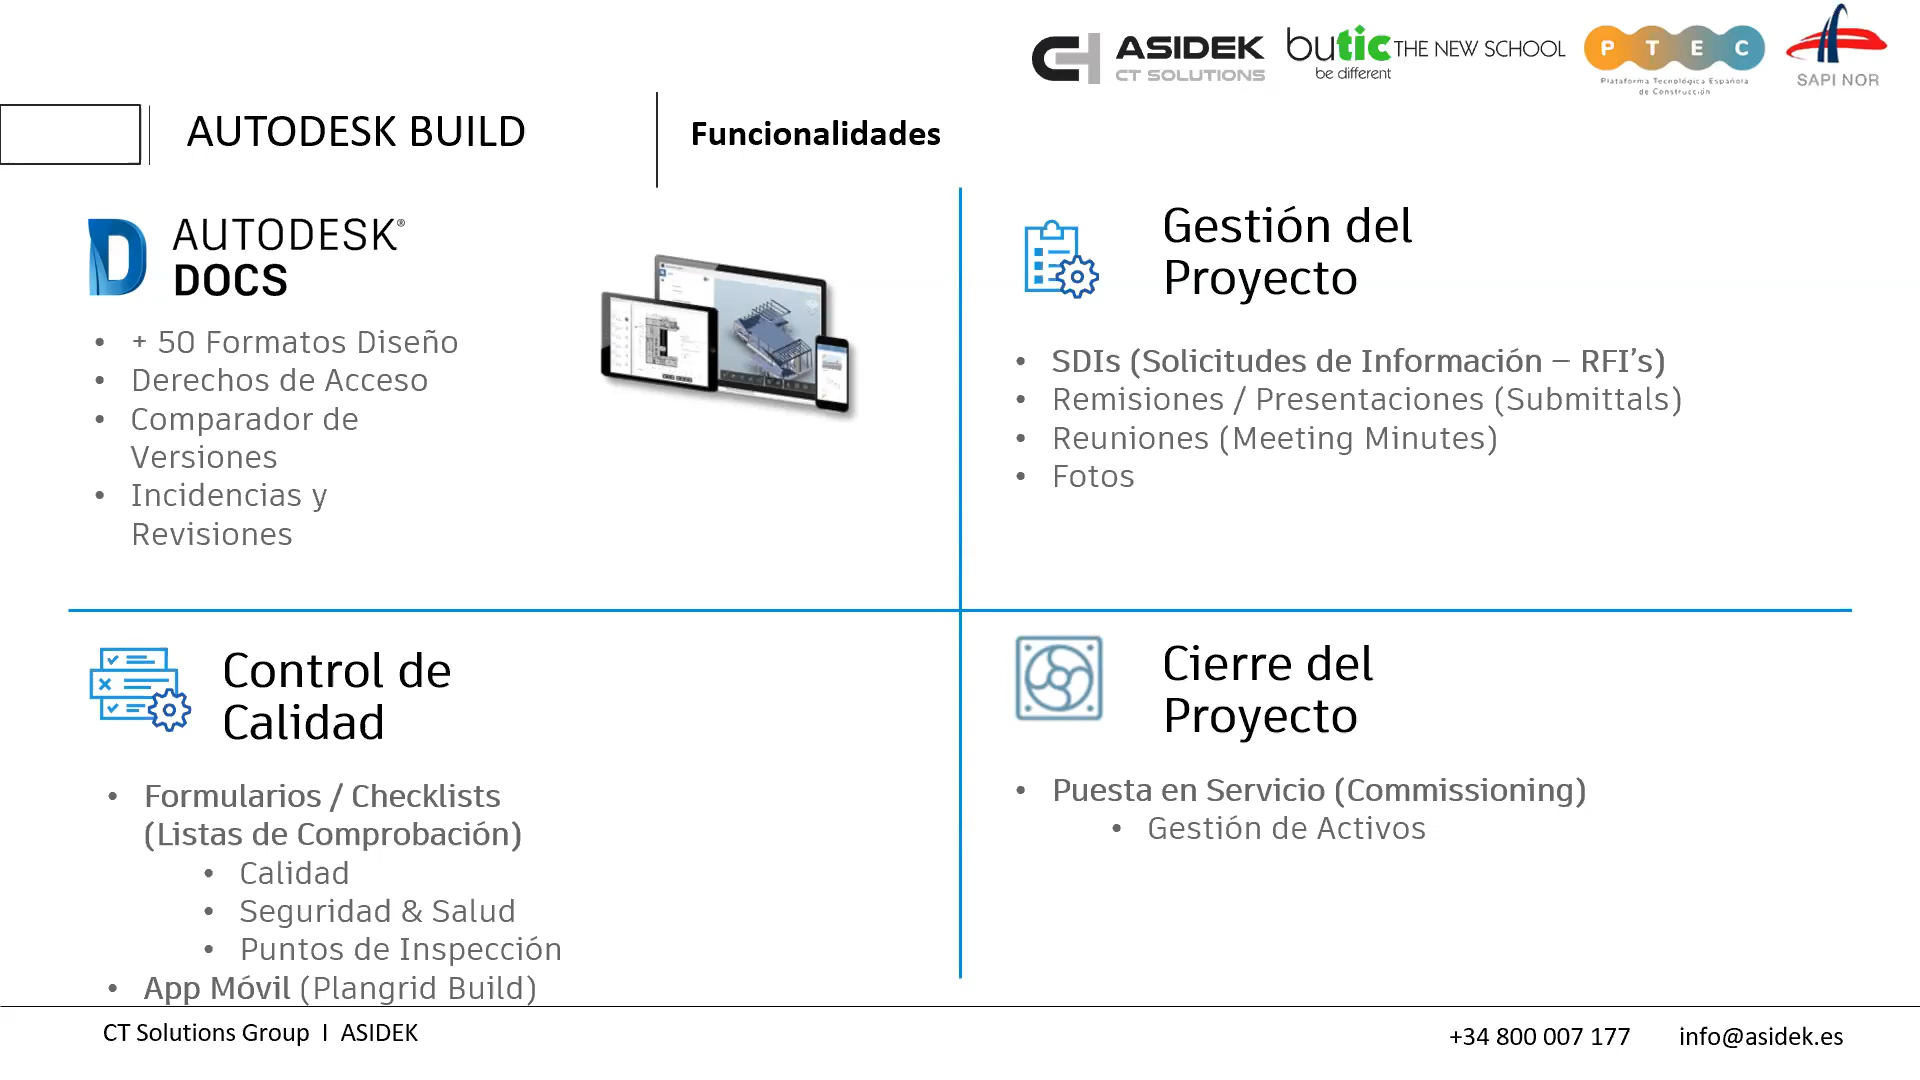 ASIDEK
CT SOLUTIONS
butic THE NEW SCHOOL
be different
PTEC
Plataforma Tecnológica Española
de Construcción
SAPI NOR
AUTODESK BUILD
Funcionalidades
AUTODESK®
DOCS
• + 50 Formatos Diseño
• Derechos de Acceso
• Comparador de
Versiones
• Incidencias y
Revisiones
Gestión del
Proyecto
• SDIs (Solicitudes de Información – RFI’s)
• Remisiones / Presentaciones (Submittals)
• Reuniones (Meeting Minutes)
• Fotos
Control de
Calidad
• Formularios / Checklists
(Listas de Comprobación)
• Calidad
• Seguridad & Salud
• Puntos de Inspección
• App Móvil (Plangrid Build)
Cierre del
Proyecto
• Puesta en Servicio (Commissioning)
• Gestión de Activos
CT Solutions Group I ASIDEK
+34 800 007 177 info@asidek.es